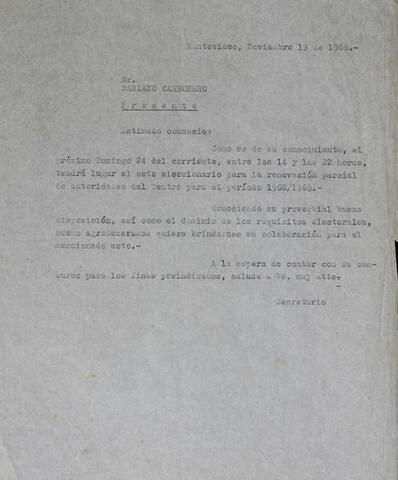 Montevideo, Noviembre 19 de 1968.-
Sr.
MARIANO CARBONERO
Presente
Estimado consocio:
Como es de su conocimiento, el
próximo Domingo 24 del corriente, entre las 14 y las 22 horas,
tendrá lugar el acto eleccionario para la renovación parcial
de autoridades del Centro para el período 1968/1969.-
Conociendo su proverbial buena
disposición, así como el dominio de los requisitos electorales,
mucho agradeceremos quiera brindarnos su colaboración para el
mencionado acto.-
A la espera de contar con su con-
curso para los fines preindicados, saluda a Vd. muy atte.
Secretario